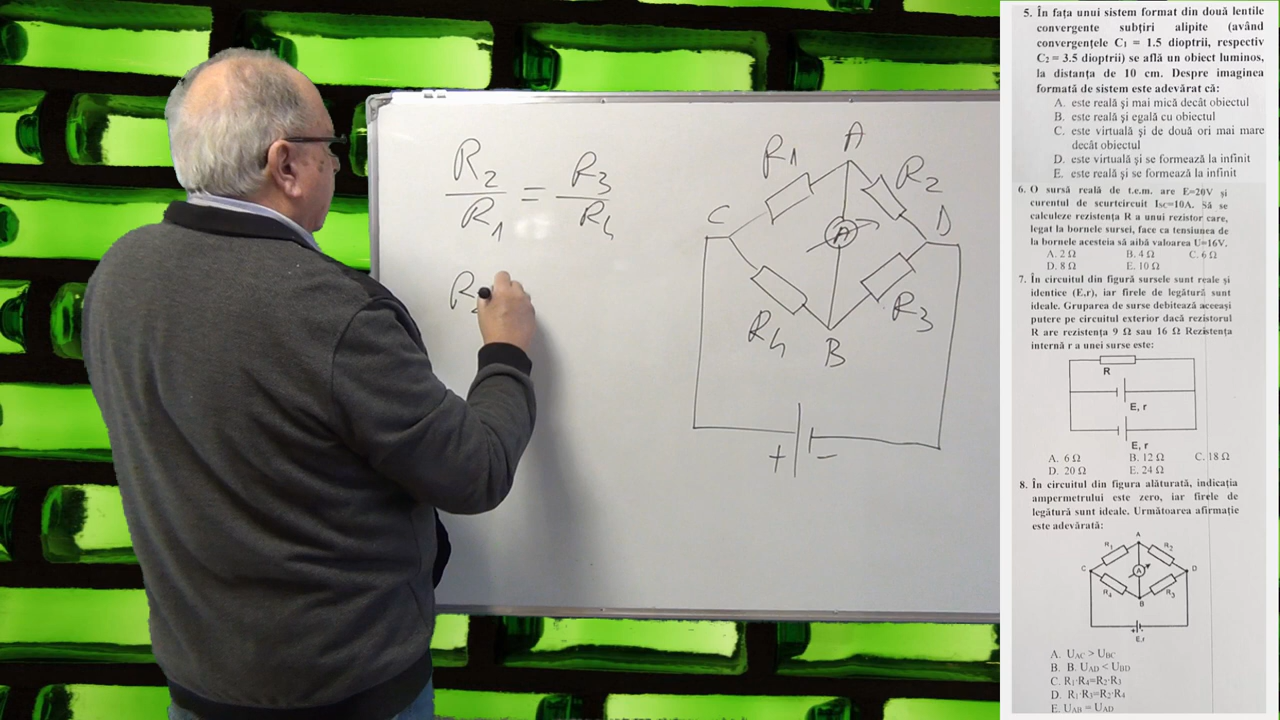 R2/R1 = R3/R4
R2
R1
A
R2
C
D
A
R4
R3
B
+ −
5. În fața unui sistem format din două lentile
convergente subțiri alipite (având
convergențele C1 = 1.5 dioptrii, respectiv
C2 = 3.5 dioptrii) se află un obiect luminos,
la distanța de 10 cm. Despre imaginea
formată de sistem este adevărat că:
A. este reală și mai mică decât obiectul
B. este reală și egală cu obiectul
C. este virtuală și de două ori mai mare
decât obiectul
D. este virtuală și se formează la infinit
E. este reală și se formează la infinit
6. O sursă reală de t.e.m. are E=20V și
curentul de scurtcircuit Isc=10A. Să se
calculeze rezistența R a unui rezistor care,
legat la bornele sursei, face ca tensiunea de
la bornele acesteia să aibă valoarea U=16V.
A. 2 Ω B. 4 Ω C. 6 Ω
D. 8 Ω E. 10 Ω
7. În circuitul din figură sursele sunt reale și
identice (E,r), iar firele de legătură sunt
ideale. Gruparea de surse debitează aceeași
putere pe circuitul exterior dacă rezistorul
R are rezistența 9 Ω sau 16 Ω Rezistența
internă r a unei surse este:
R
E, r
E, r
A. 6 Ω B. 12 Ω C. 18 Ω
D. 20 Ω E. 24 Ω
8. În circuitul din figura alăturată, indicația
ampermetrului este zero, iar firele de
legătură sunt ideale. Următoarea afirmație
este adevărată:
A
R1 R2
C A D
R4 R3
B
+ -
E,r
A. UAC > UBC
B. B. UAD < UBD
C. R1·R4=R2·R3
D. R1·R3=R2·R4
E. UAB = UAD